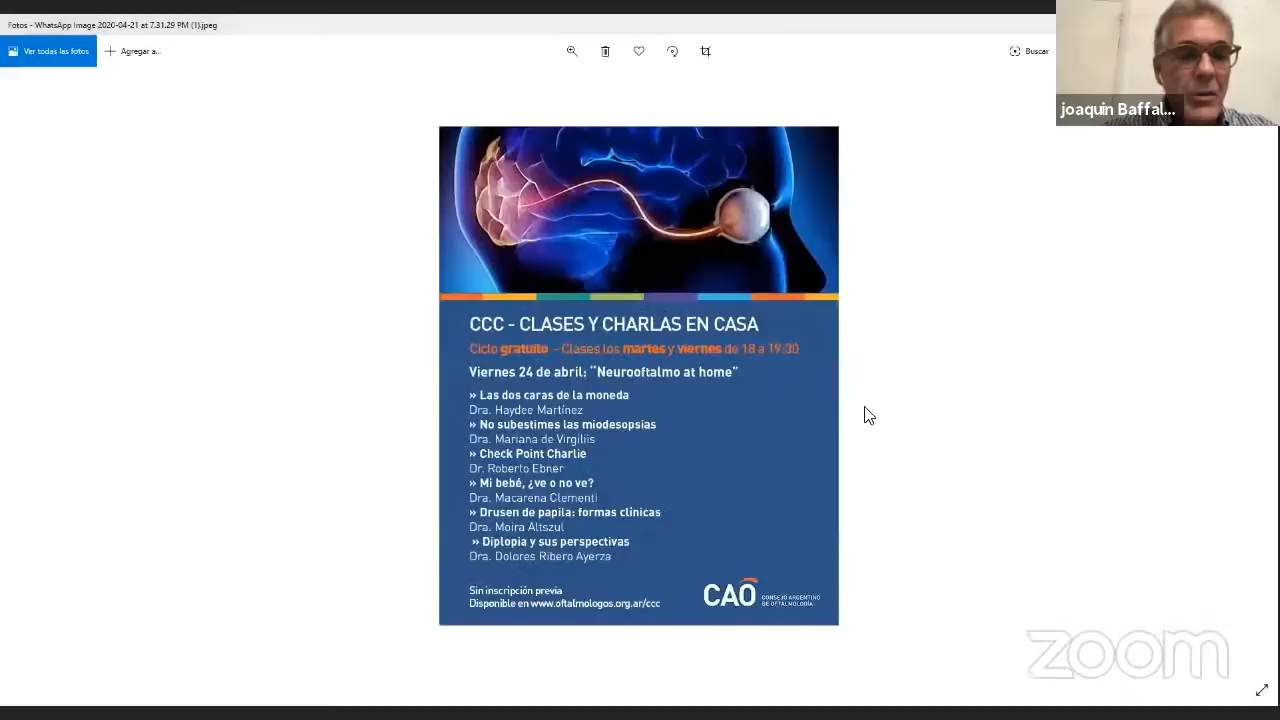 Fotos - WhatsApp Image 2020-04-21 at 7.31.29 PM (1).jpeg
Ver todas las fotos
Agregar a...
Buscar
joaquin Baffal...
CCC - CLASES Y CHARLAS EN CASA
Ciclo gratuito - Clases los martes y viernes de 18 a 19:30
Viernes 24 de abril: "Neurooftalmo at home"
» Las dos caras de la moneda
Dra. Haydee Martínez
» No subestimes las miodesopsias
Dra. Mariana de Virgiliis
» Check Point Charlie
Dr. Roberto Ebner
» Mi bebé, ¿ve o no ve?
Dra. Macarena Clementi
» Drusen de papila: formas clínicas
Dra. Moira Altszul
» Diplopia y sus perspectivas
Dra. Dolores Ribero Ayerza
Sin inscripción previa
Disponible en www.oftalmologos.org.ar/ccc
CAO
CONSEJO ARGENTINO
DE OFTALMOLOGÍA
zoom